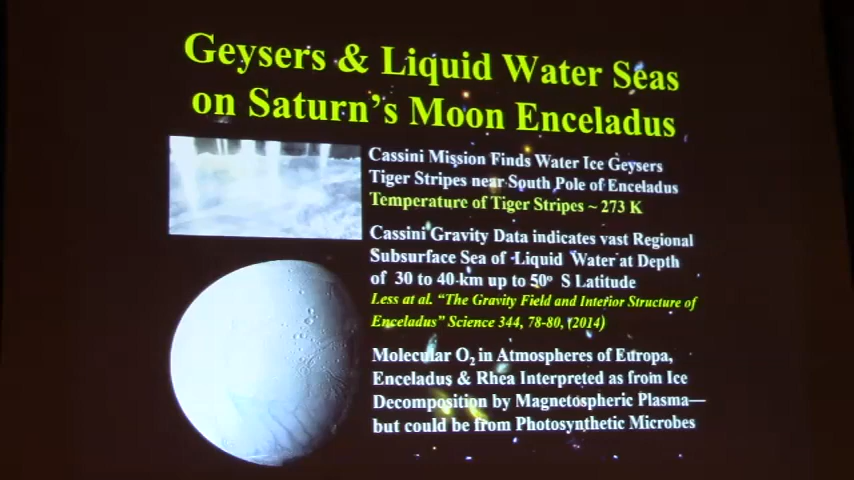 Geysers & Liquid Water Seas
on Saturn's Moon Enceladus
Cassini Mission Finds Water Ice Geysers
Tiger Stripes near South Pole of Enceladus
Temperature of Tiger Stripes ~ 273 K
Cassini Gravity Data indicates vast Regional
Subsurface Sea of Liquid Water at Depth
of 30 to 40 km up to 50º S Latitude
Less at al. "The Gravity Field and Interior Structure of
Enceladus" Science 344, 78-80, (2014)
Molecular O₂ in Atmospheres of Europa,
Enceladus & Rhea Interpreted as from Ice
Decomposition by Magnetospheric Plasma—
but could be from Photosynthetic Microbes